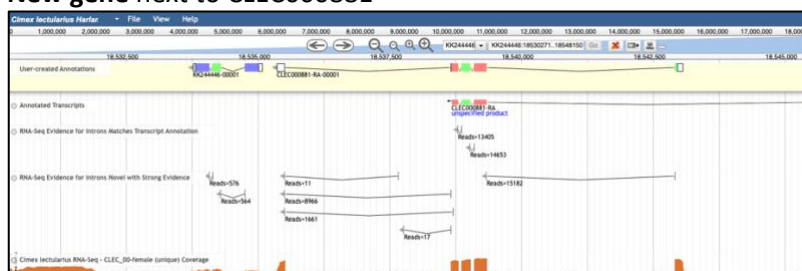 New gene next to CLEC000881
Cimex lectularius Harlar. File View Help
0 1,000,000 2,000,000 3,000,000 4,000,000 5,000,000 6,000,000 7,000,000 8,000,000 9,000,000 10,000,000 11,000,000 12,000,000 13,000,000 14,000,000 15,000,000 16,000,000 17,000,000 18,000
KK244446 KK244446:18530271..18548150 Go
18,532,500 18,535,000 18,537,500 18,540,000 18,542,500 18,545,000
User-created Annotations
KK244446-00001 CLEC000881-RA-00001
Annotated Transcripts
CLEC000881-RA
unspecified product
RNA-Seq Evidence for Introns Matches Transcript Annotation
Reads=13405
Reads=14653
RNA-Seq Evidence for Introns Novel with Strong Evidence
Reads=576 Reads=11 Reads=15182
Reads=564 Reads=8966
Reads=1661
Reads=17
Cimex lectularius RNA-Seq - CLEC_00-female (unique) Coverage